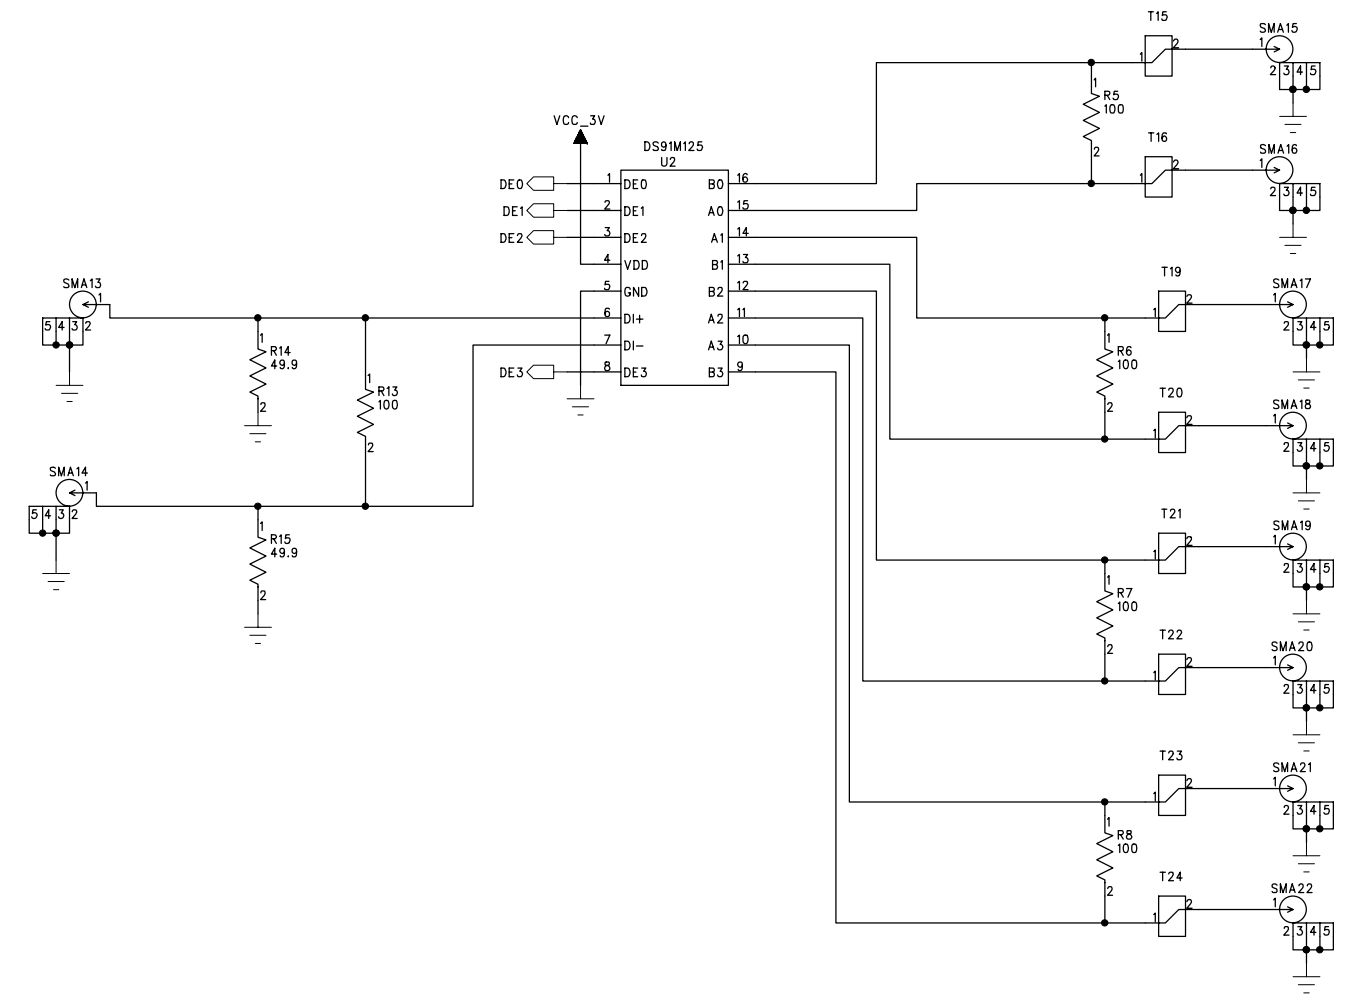 T15
SMA15
1
2
1
2 3 4 5
1
R5
100
2
T16
SMA16
1
2
1
2 3 4 5
VCC_3V
DS91M125
U2
DE0
1
DE0
B0
16
DE1
2
DE1
A0
15
DE2
3
DE2
A1
14
4
VDD
B1
13
5
GND
B2
12
6
DI+
A2
11
7
DI-
A3
10
DE3
8
DE3
B3
9
SMA13
1
5 4 3 2
1
R14
49.9
2
1
R13
100
2
SMA14
1
5 4 3 2
1
R15
49.9
2
T19
SMA17
1
2
1
2 3 4 5
1
R6
100
2
T20
SMA18
1
2
1
2 3 4 5
T21
SMA19
1
2
1
2 3 4 5
1
R7
100
2
T22
SMA20
1
2
1
2 3 4 5
T23
SMA21
1
2
1
2 3 4 5
1
R8
100
2
T24
SMA22
1
2
1
2 3 4 5